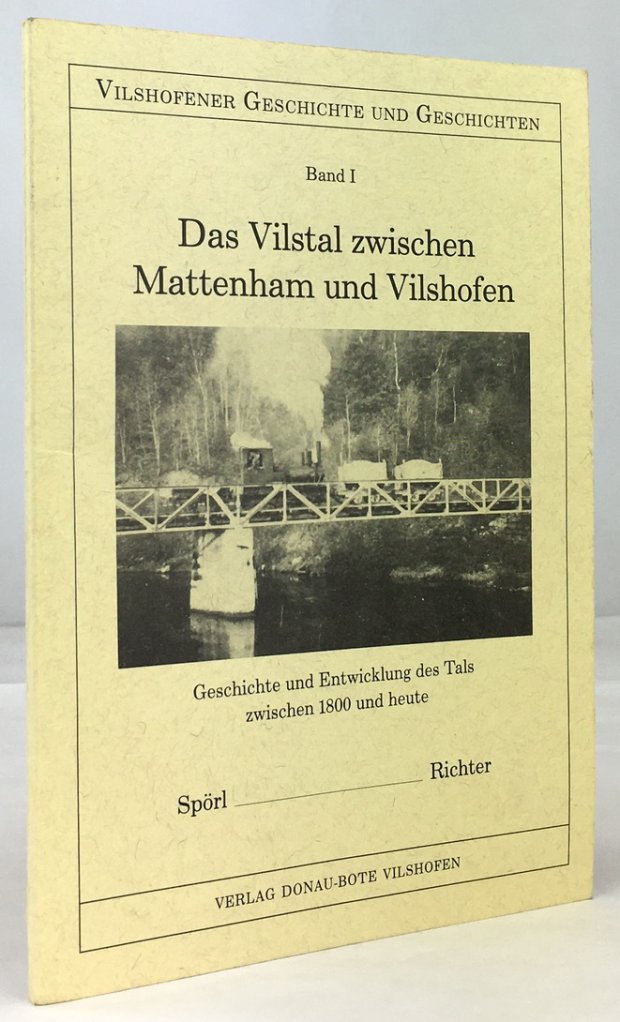 VILSHOFENER GESCHICHTE UND GESCHICHTEN
Band I
Das Vilstal zwischen
Mattenham und Vilshofen
Geschichte und Entwicklung des Tals
zwischen 1800 und heute
Spörl Richter
VERLAG DONAU-BOTE VILSHOFEN